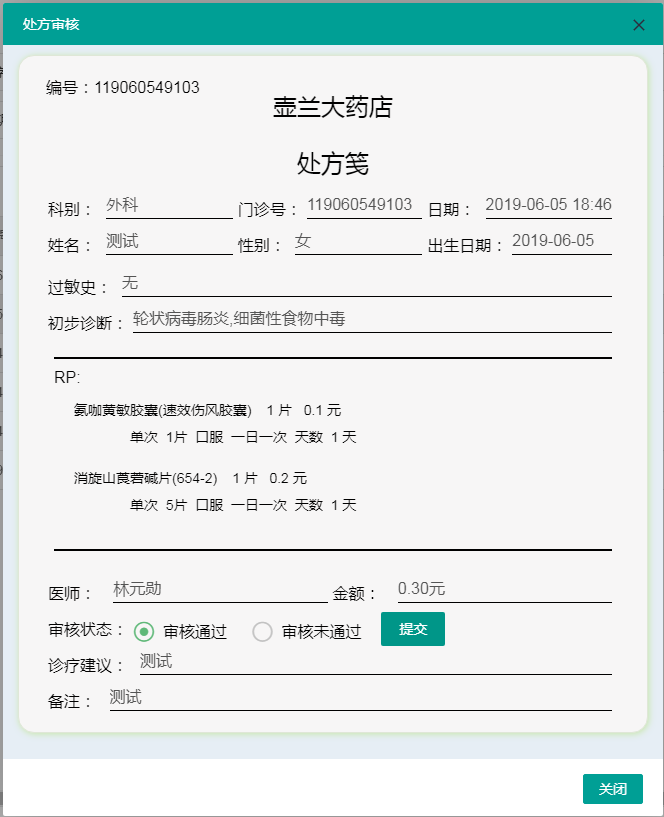 处方审核
编号：119060549103
壶兰大药店
处方笺
科别： 外科 门诊号： 119060549103 日期： 2019-06-05 18:46
姓名： 测试 性别： 女 出生日期： 2019-06-05
过敏史： 无
初步诊断： 轮状病毒肠炎,细菌性食物中毒
RP:
氨咖黄敏胶囊(速效伤风胶囊) 1 片 0.1 元
单次 1片 口服 一日一次 天数 1 天
消旋山莨菪碱片(654-2) 1 片 0.2 元
单次 5片 口服 一日一次 天数 1 天
医师： 林元勋 金额： 0.30元
审核状态： 审核通过 审核未通过 提交
诊疗建议： 测试
备注： 测试
关闭